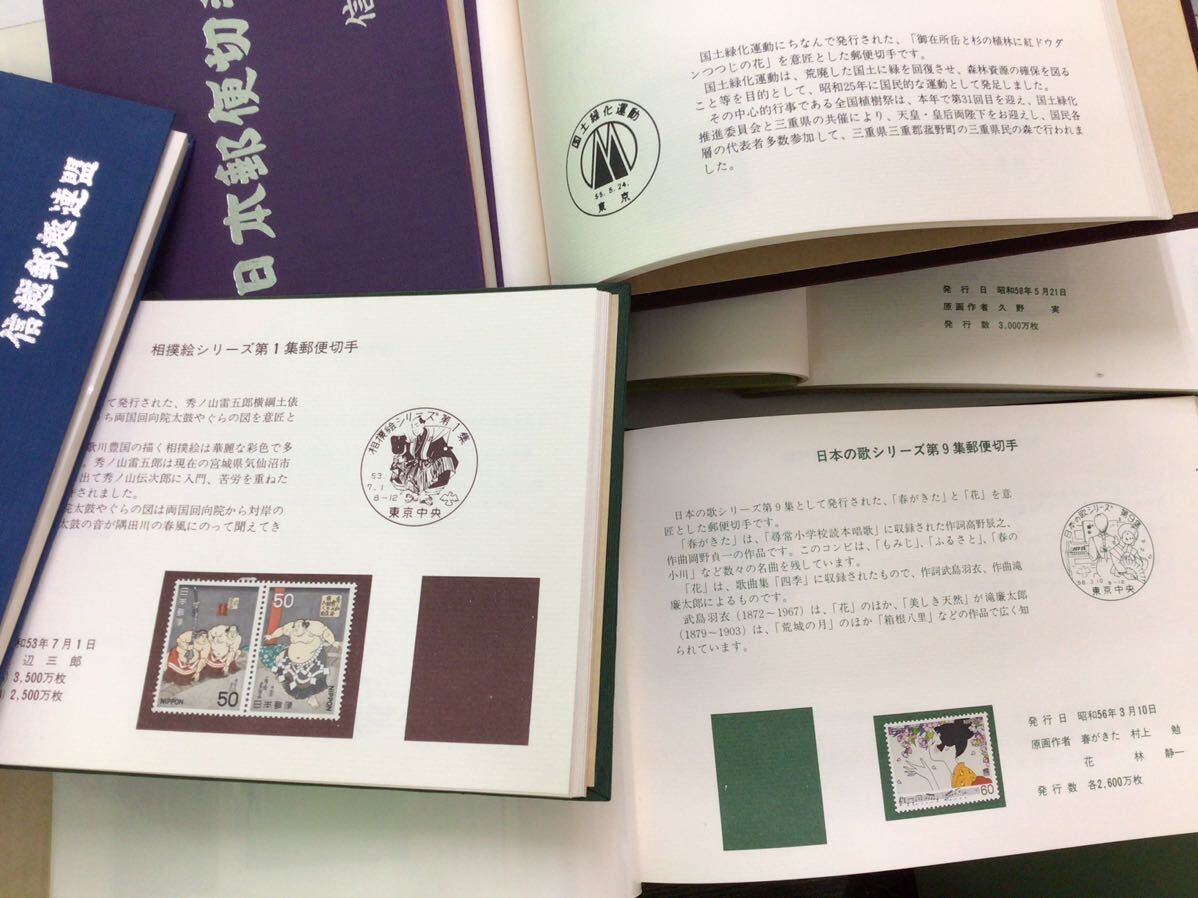 信越郵趣連盟
日本郵便切
信
国土緑化運動にちなんで発行された、「御在所岳と杉の植林に紅ドウダ
ンつつじの花」を意匠とした郵便切手です。
国土緑化運動は、荒廃した国土に緑を回復させ、森林資源の確保を図る
こと等を目的として、昭和25年に国民的な運動として発足しました。
その中心的行事である全国植樹祭は、本年で第31回目を迎え、国土緑化
推進委員会と三重県の共催により、天皇・皇后両陛下をお迎えし、国民各
層の代表者多数参加して、三重県三重郡菰野町の三重県民の森で行われま
した。
国土緑化運動
55.5.24.
東京
発行日 昭和58年5月21日
原画作者 久野 実
発行数 3,000万枚
相撲絵シリーズ第1集郵便切手
て発行された、秀ノ山雷五郎横綱土俵
ち両国回向院太鼓やぐらの図を意匠と
歌川豊国の描く相撲絵は華麗な彩色で多
。秀ノ山雷五郎は現在の宮城県気仙沼市
出て秀ノ山伝次郎に入門、苦労を重ねた
きされました。
院太鼓やぐらの図は両国回向院から対岸の
太鼓の音が隅田川の春風にのって聞えてき
相撲絵シリーズ第1集
53.
7.1
8-12
東京中央
和53年7月1日
辺三郎
3,500万枚
2,500万枚
50
NIPPON
日本郵便
50
NIPPON
日本郵便
日本の歌シリーズ第9集郵便切手
日本の歌シリーズ第9集として発行された、「春がきた」と「花」を意
匠とした郵便切手です。
「春がきた」は、「尋常小学校読本唱歌」に収録された作詞高野辰之、
作曲岡野貞一の作品です。このコンビは、「もみじ」、「ふるさと」、「春の
小川」など数々の名曲を残しています。
「花」は、歌曲集「四季」に収録されたもので、作詞武島羽衣、作曲滝
廉太郎によるものです。
武島羽衣（1872〜1967）は、「花」のほか、「美しき天然」が滝廉太郎
（1879〜1903）は、「荒城の月」のほか「箱根八里」などの作品で広く知
られています。
日本の歌シリーズ 第9集
56.3.10 8-12
東京中央
60
発行日 昭和56年3月10日
原画作者 春がきた 村上 勉
花 林 静一
発行数 各2,600万枚